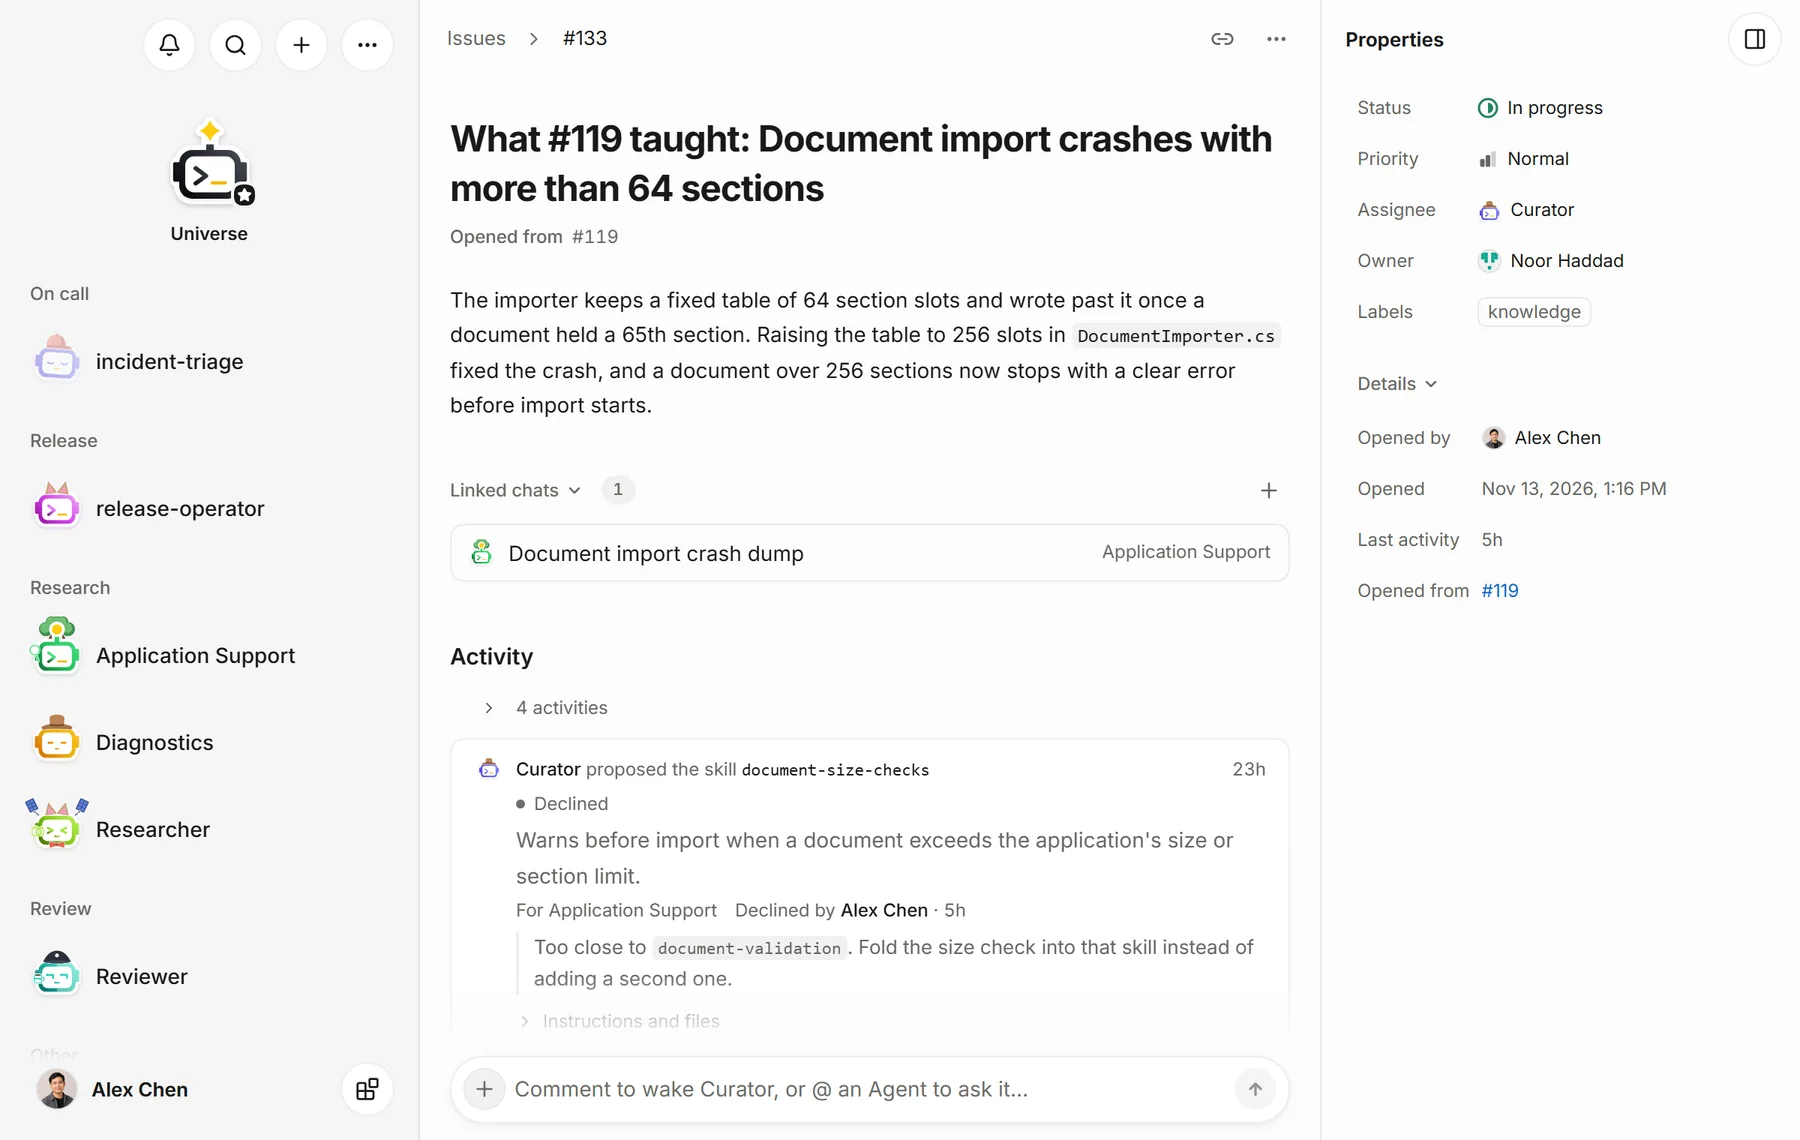 Universe
On call
incident-triage
Release
release-operator
Research
Application Support
Diagnostics
Researcher
Review
Reviewer
Other
Alex Chen
Issues > #133
What #119 taught: Document import crashes with
more than 64 sections
Opened from #119
The importer keeps a fixed table of 64 section slots and wrote past it once a
document held a 65th section. Raising the table to 256 slots in DocumentImporter.cs
fixed the crash, and a document over 256 sections now stops with a clear error
before import starts.
Linked chats 1
Document import crash dump Application Support
Activity
4 activities
Curator proposed the skill document-size-checks 23h
Declined
Warns before import when a document exceeds the application's size or
section limit.
For Application Support Declined by Alex Chen · 5h
Too close to document-validation. Fold the size check into that skill instead of
adding a second one.
Instructions and files
Comment to wake Curator, or @ an Agent to ask it...
Properties
Status In progress
Priority Normal
Assignee Curator
Owner Noor Haddad
Labels knowledge
Details
Opened by Alex Chen
Opened Nov 13, 2026, 1:16 PM
Last activity 5h
Opened from #119